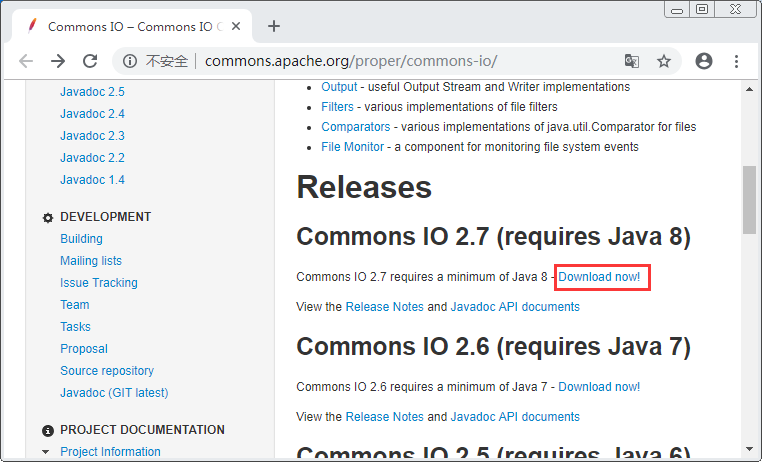 Commons IO – Commons IO
不安全
commons.apache.org/proper/commons-io/
Javadoc 2.5
Javadoc 2.4
Javadoc 2.3
Javadoc 2.2
Javadoc 1.4
DEVELOPMENT
Building
Mailing lists
Issue Tracking
Team
Tasks
Proposal
Source repository
Javadoc (GIT latest)
PROJECT DOCUMENTATION
Project Information
Output - useful Output Stream and Writer implementations
Filters - various implementations of file filters
Comparators - various implementations of java.util.Comparator for files
File Monitor - a component for monitoring file system events
Releases
Commons IO 2.7 (requires Java 8)
Commons IO 2.7 requires a minimum of Java 8 - Download now!
View the Release Notes and Javadoc API documents
Commons IO 2.6 (requires Java 7)
Commons IO 2.6 requires a minimum of Java 7 - Download now!
View the Release Notes and Javadoc API documents
Commons IO 2.5 (requires Java 6)